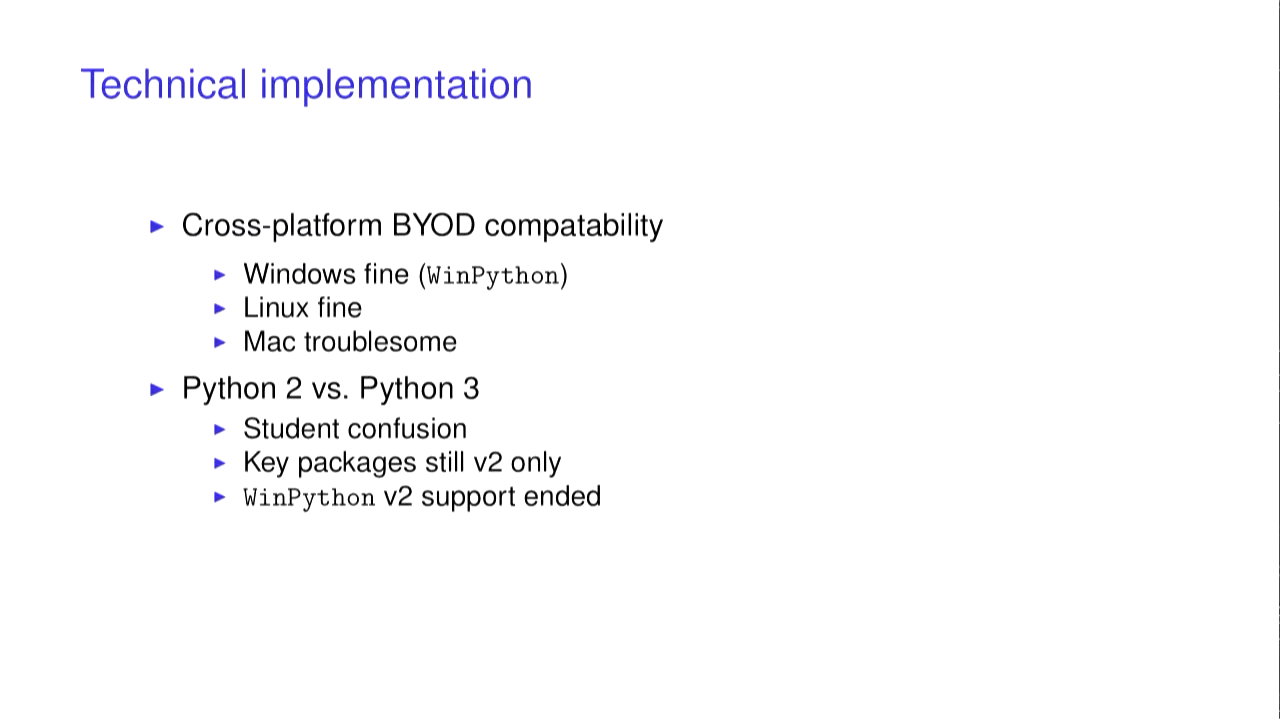 Technical implementation
Cross-platform BYOD compatability
Windows fine (WinPython)
Linux fine
Mac troublesome
Python 2 vs. Python 3
Student confusion
Key packages still v2 only
WinPython v2 support ended